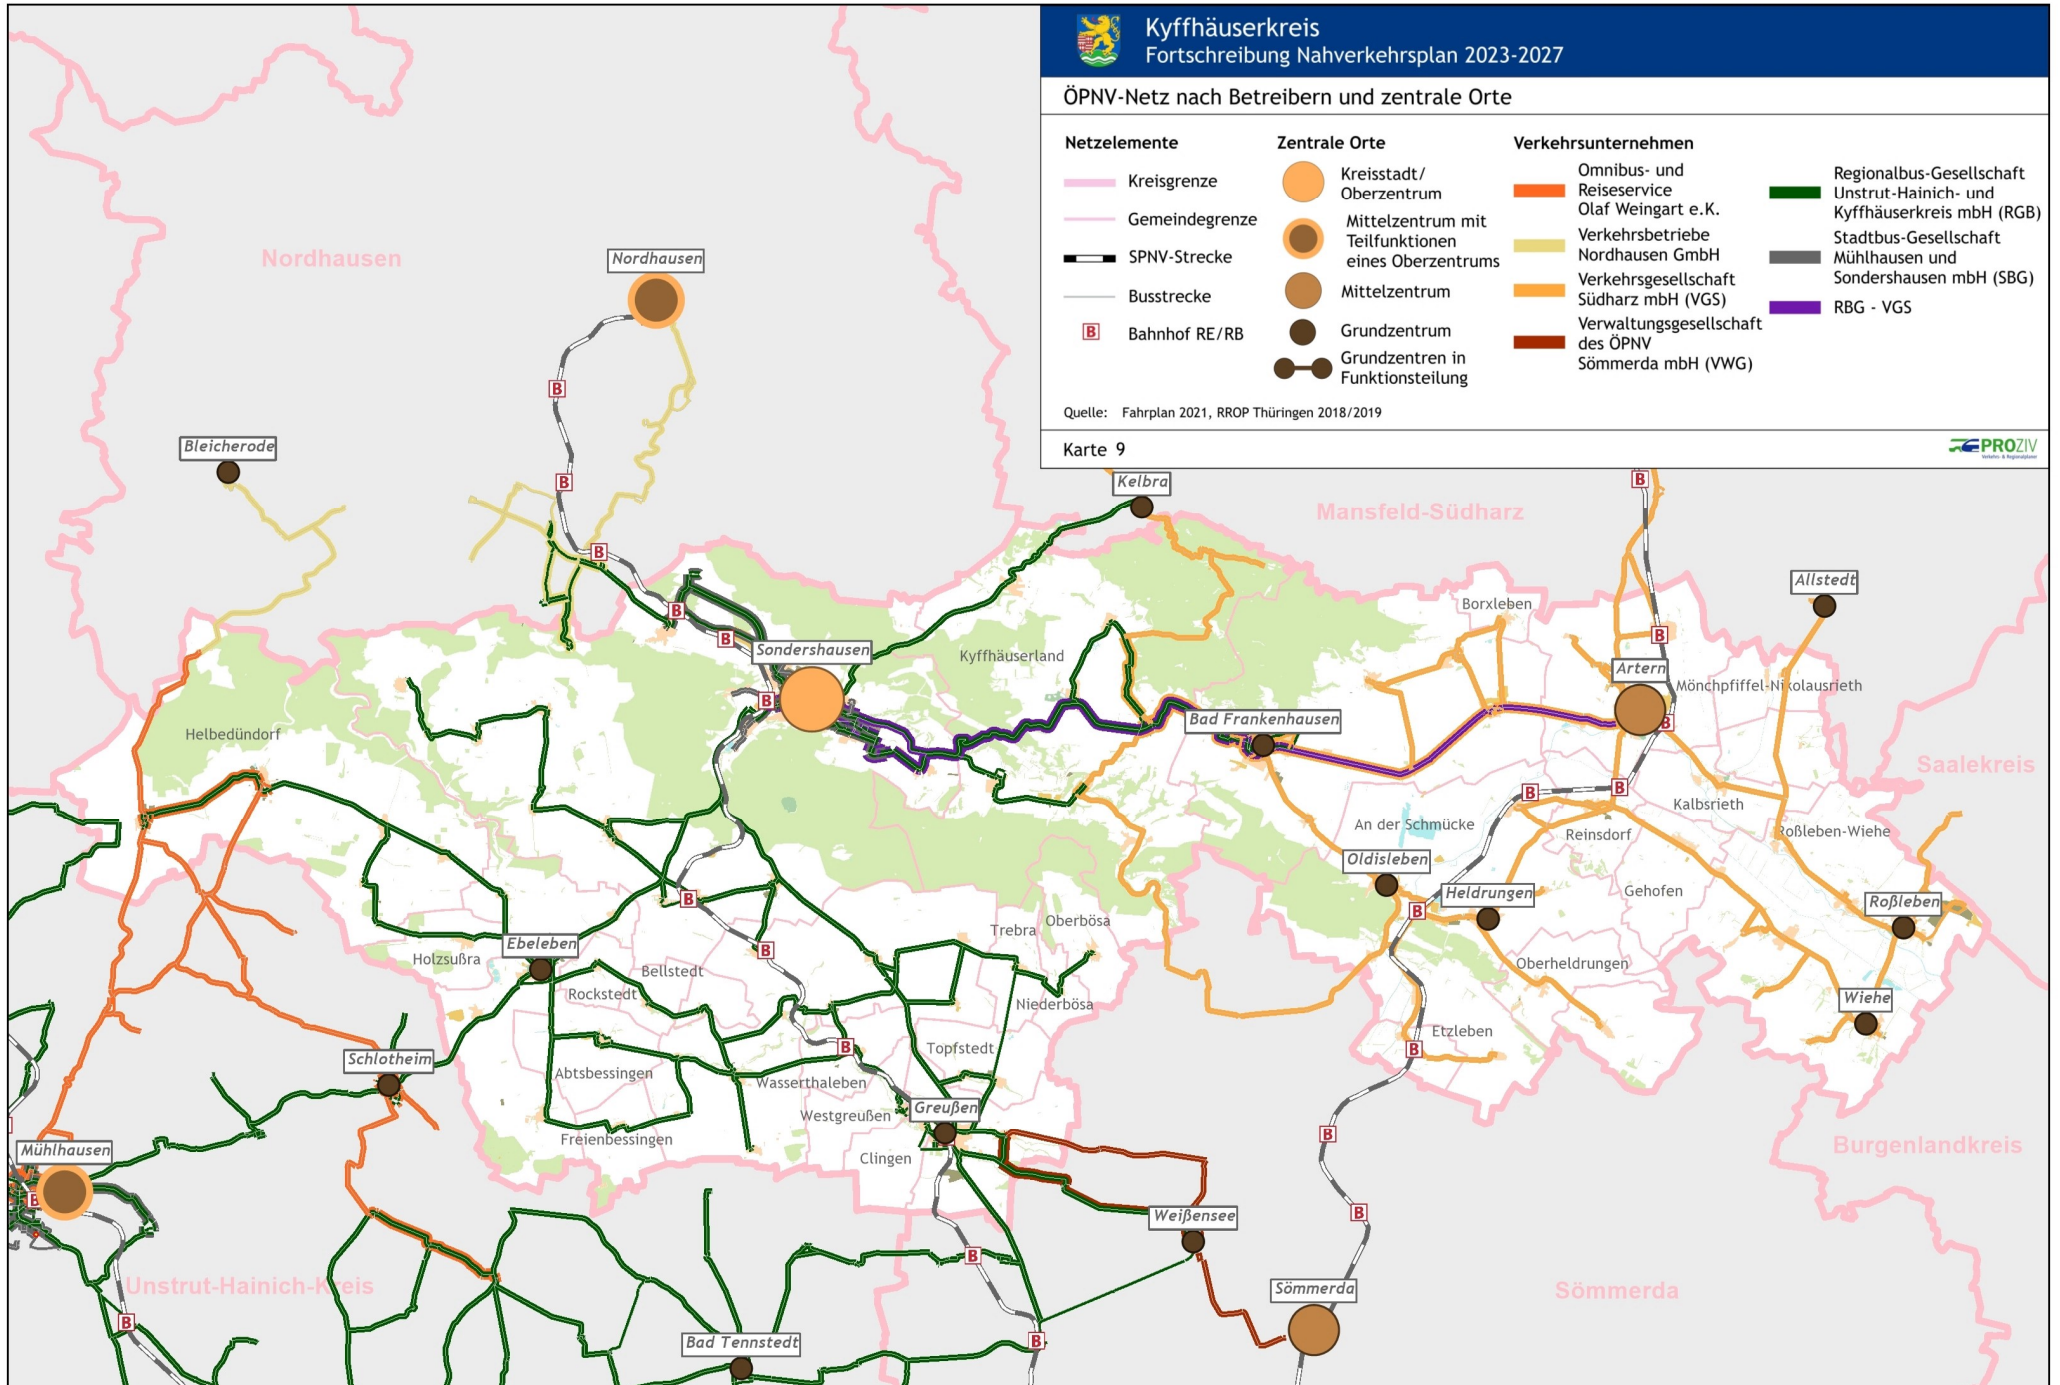 Kyffhäuserkreis
Fortschreibung Nahverkehrsplan 2023-2027
ÖPNV-Netz nach Betreibern und zentrale Orte
Netzelemente
Kreisgrenze
Gemeindegrenze
SPNV-Strecke
Busstrecke
B
Bahnhof RE/RB
Zentrale Orte
Kreisstadt/
Oberzentrum
Mittelzentrum mit
Teilfunktionen
eines Oberzentrums
Mittelzentrum
Grundzentrum
Grundzentren in
Funktionsteilung
Verkehrsunternehmen
Omnibus- und
Reiseservice
Olaf Weingart e.K.
Verkehrsbetriebe
Nordhausen GmbH
Verkehrsgesellschaft
Südharz mbH (VGS)
Verwaltungsgesellschaft
des ÖPNV
Sömmerda mbH (VWG)
Regionalbus-Gesellschaft
Unstrut-Hainich- und
Kyffhäuserkreis mbH (RGB)
Stadtbus-Gesellschaft
Mühlhausen und
Sondershausen mbH (SBG)
RBG - VGS
Quelle: Fahrplan 2021, RROP Thüringen 2018/2019
Karte 9
PROZIV
Verkehrs- & Regionalplaner
Nordhausen
Nordhausen
B
Bleicherode
B
B
Kelbra
Mansfeld-Südharz
B
B
Allstedt
Borxleben
B
B
B
Sondershausen
Kyffhäuserland
Artern
Mönchpfiffel-Nikolausrieth
B
B
Bad Frankenhausen
Helbedündorf
Saalekreis
B
B
Kalbsrieth
An der Schmücke
Reinsdorf
Roßleben-Wiehe
Oldisleben
Heldrungen
Gehofen
B
B
Roßleben
Oberbösa
Trebra
Ebeleben
B
Holzsußra
Bellstedt
Oberheldrungen
Rockstedt
Niederbösa
Wiehe
Etzleben
Schlotheim
B
Topfstedt
B
Abtsbessingen
Wasserthaleben
Westgreußen
Greußen
B
Freienbessingen
Clingen
Burgenlandkreis
Mühlhausen
B
B
Weißensee
B
Unstrut-Hainich-Kreis
Sömmerda
Sömmerda
B
Bad Tennstedt
B